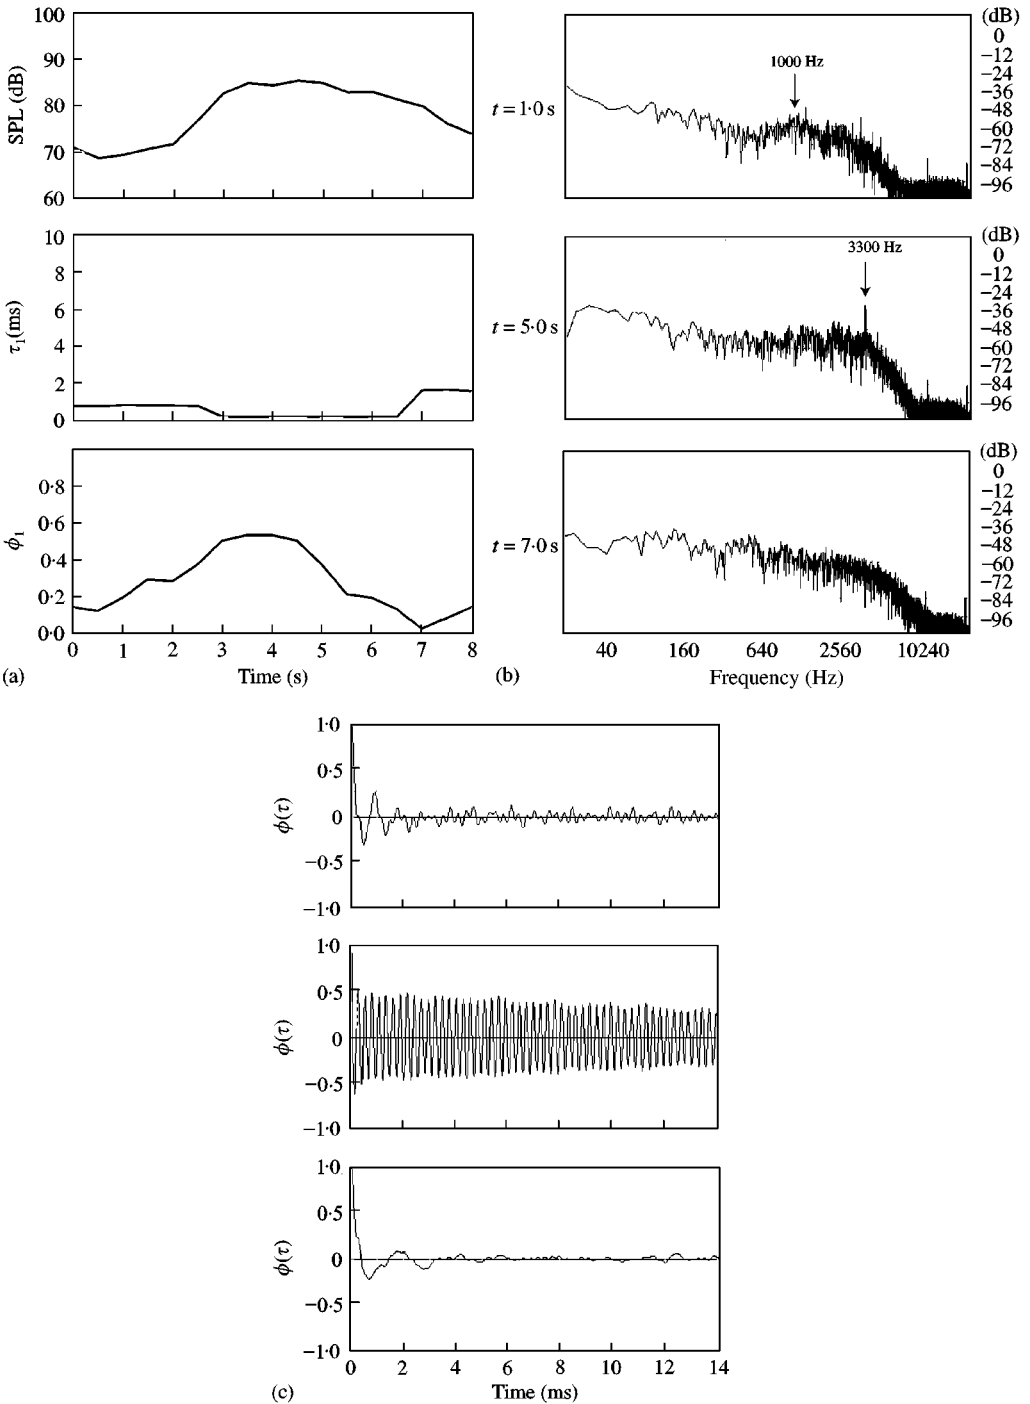 100
90
80
70
60
SPL (dB)
10
8
6
4
2
0
τ1(ms)
0·8
0·6
0·4
0·2
0·0
ϕ1
0 1 2 3 4 5 6 7 8
Time (s)
(a)
(dB)
0
−12
−24
−36
−48
−60
−72
−84
−96
1000 Hz
t = 1·0 s
(dB)
0
−12
−24
−36
−48
−60
−72
−84
−96
3300 Hz
t = 5·0 s
(dB)
0
−12
−24
−36
−48
−60
−72
−84
−96
t = 7·0 s
40 160 640 2560 10240
Frequency (Hz)
(b)
1·0
0·5
0
−0·5
−1·0
ϕ(τ)
1·0
0·5
0
−0·5
−1·0
ϕ(τ)
1·0
0·5
0
−0·5
−1·0
ϕ(τ)
0 2 4 6 8 10 12 14
Time (ms)
(c)